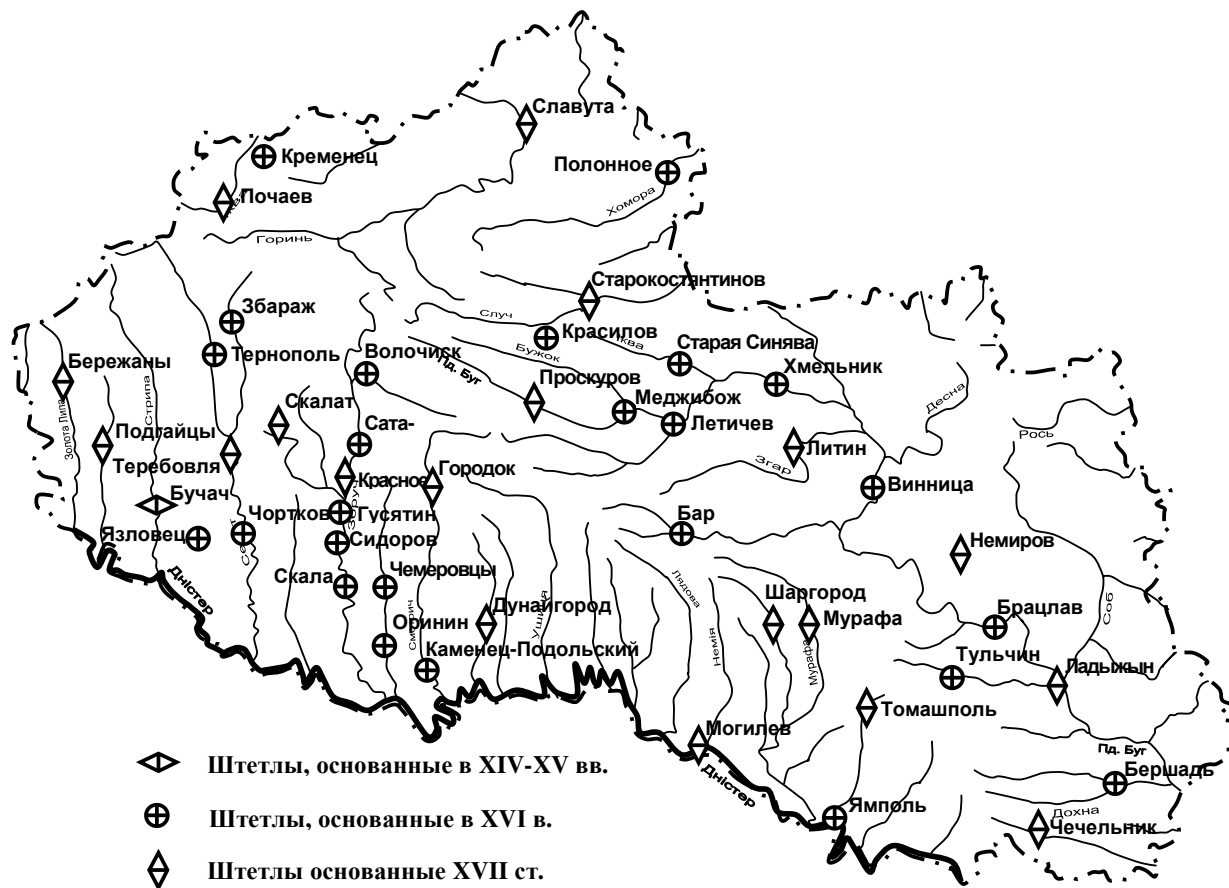 Славута
Кременец
Полонное
Почаев
Хомора
Горинь
Старокостянтинов
Збараж
Случ
Красилов
Тернополь
Волочиск
Бужок
Старая Синява
Бережаны
Пд. Буг
Проскуров
Хмельник
Скалат
Меджибож
Десна
Стрипа
Золота Липа
Подгайцы
Сата-
Летичев
Рось
Теребовля
Красное
Городок
Згар
Литин
Бучач
Винница
Язловец
Чортков
Гусятин
Бар
Сидоров
Немиров
Дністер
Скала
Чемеровцы
Лядова
Шаргород
Смотрич
Дунайгород
Ушиця
Немія
Мурафа
Мурафа
Брацлав
Соб
Оринин
Каменец-Подольский
Тульчин
Ладыжын
Томашполь
Могилев
Дністер
Пд. Буг
Бершадь
Ямполь
Дохна
Чечельник
Штетлы, основанные в XIV-XV вв.
Штетлы, основанные в XVI в.
Штетлы основанные XVII ст.